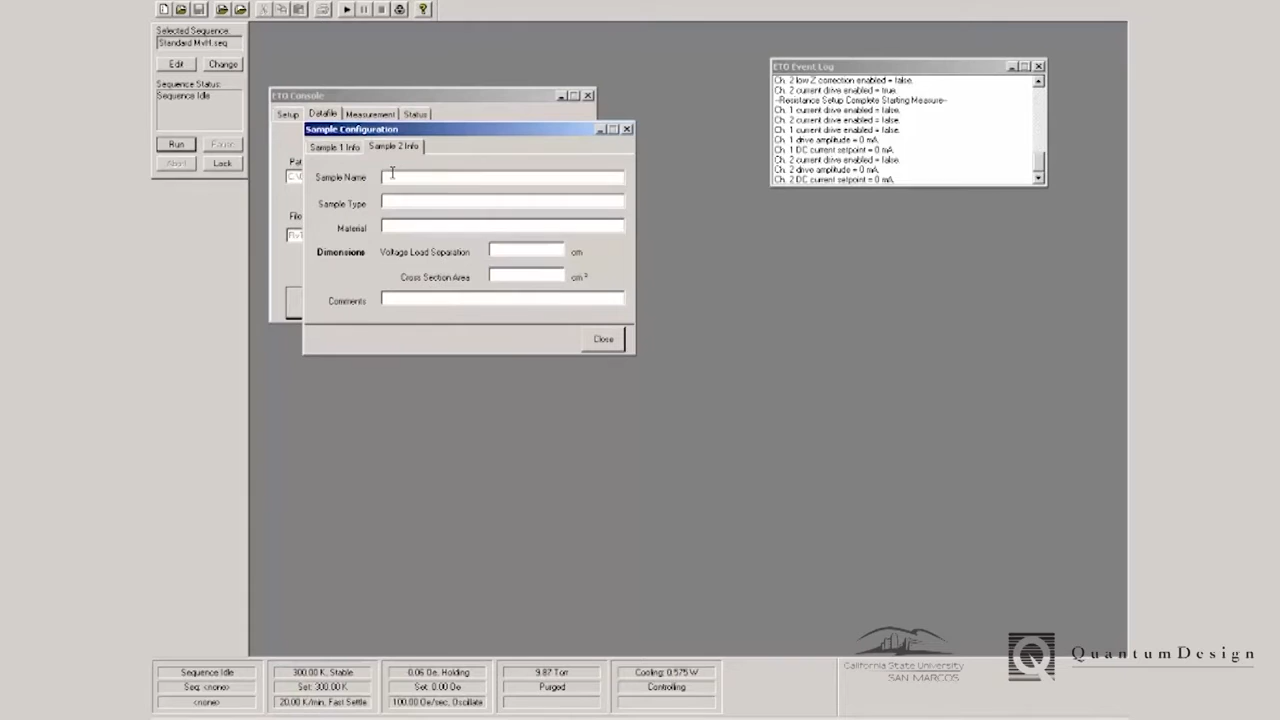 Selected Sequence:
Standard MvH.seq
Edit
Change
Sequence Status:
Sequence Idle
Run
Pause
Abort
Lock
ETO Console
Setup
Datafile
Measurement
Status
Sample Configuration
Sample 1 Info
Sample 2 Info
Sample Name
Sample Type
Material
Dimensions
Voltage Lead Separation
cm
Cross Section Area
cm²
Comments
Close
ETO Event Log
Ch. 2 low Z correction enabled = false.
Ch. 2 current drive enabled = true.
--Resistance Setup Complete Starting Measure--
Ch. 1 current drive enabled = false.
Ch. 2 current drive enabled = false.
Ch. 1 current drive enabled = false.
Ch. 1 drive amplitude = 0 mA.
Ch. 1 DC current setpoint = 0 mA.
Ch. 2 current drive enabled = false.
Ch. 2 drive amplitude = 0 mA.
Ch. 2 DC current setpoint = 0 mA.
Sequence Idle
Seq: <none>
<none>
300.00 K, Stable
Set: 300.00 K
20.00 K/min, Fast Settle
0.06 Oe, Holding
Set: 0.00 Oe
100.00 Oe/sec, Oscillate
9.87 Torr
Purged
Cooling: 0.575 W
Controlling
California State University
SAN MARCOS
QuantumDesign